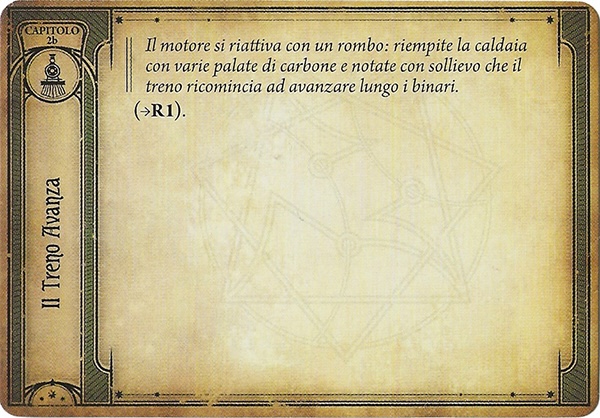 CAPITOLO
2b
Il Treno Avanza
Il motore si riattiva con un rombo: riempite la caldaia
con varie palate di carbone e notate con sollievo che il
treno ricomincia ad avanzare lungo i binari.
(→R1).